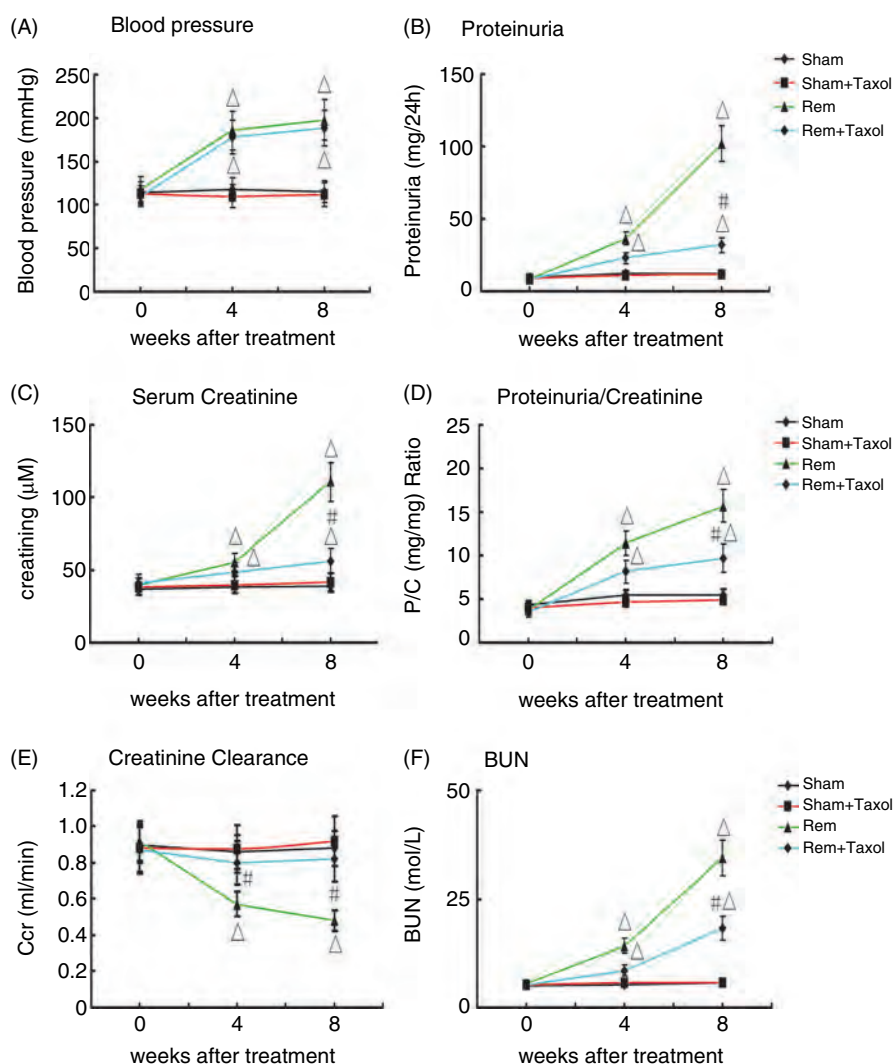 (A) Blood pressure
Blood pressure (mmHg)
250
200
150
100
50
0
0 4 8
weeks after treatment
△ △
△ △
(B) Proteinuria
Proteinuria (mg/24h)
150
100
50
0
0 4 8
weeks after treatment
△ △ # △ △
Sham
Sham+Taxol
Rem
Rem+Taxol
(C) Serum Creatinine
creatining (µM)
150
100
50
0
0 4 8
weeks after treatment
△ △ △ # △
(D) Proteinuria/Creatinine
P/C (mg/mg) Ratio
25
20
15
10
5
0
0 4 8
weeks after treatment
△ △ △ #△
Sham
Sham+Taxol
Rem
Rem+Taxol
(E) Creatinine Clearance
Ccr (ml/min)
1.2
1.0
0.8
0.6
0.4
0.2
0
0 4 8
weeks after treatment
# #
△ △
(F) BUN
BUN (mol/L)
50
25
0
0 4 8
weeks after treatment
△ △ △ #△
Sham
Sham+Taxol
Rem
Rem+Taxol